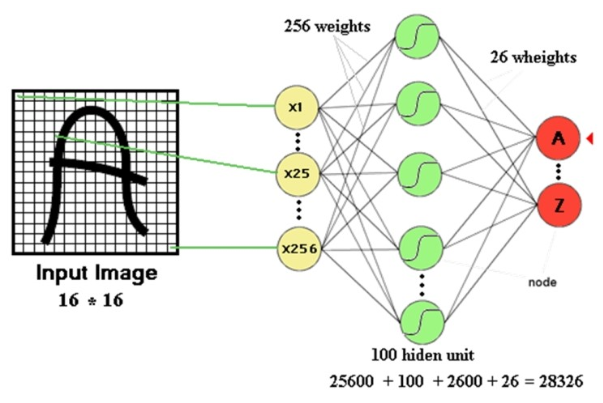 256 weights
26 wheights
x1
x25
x256
A
Z
Input Image
16 * 16
node
100 hiden unit
25600 + 100 + 2600 + 26 = 28326